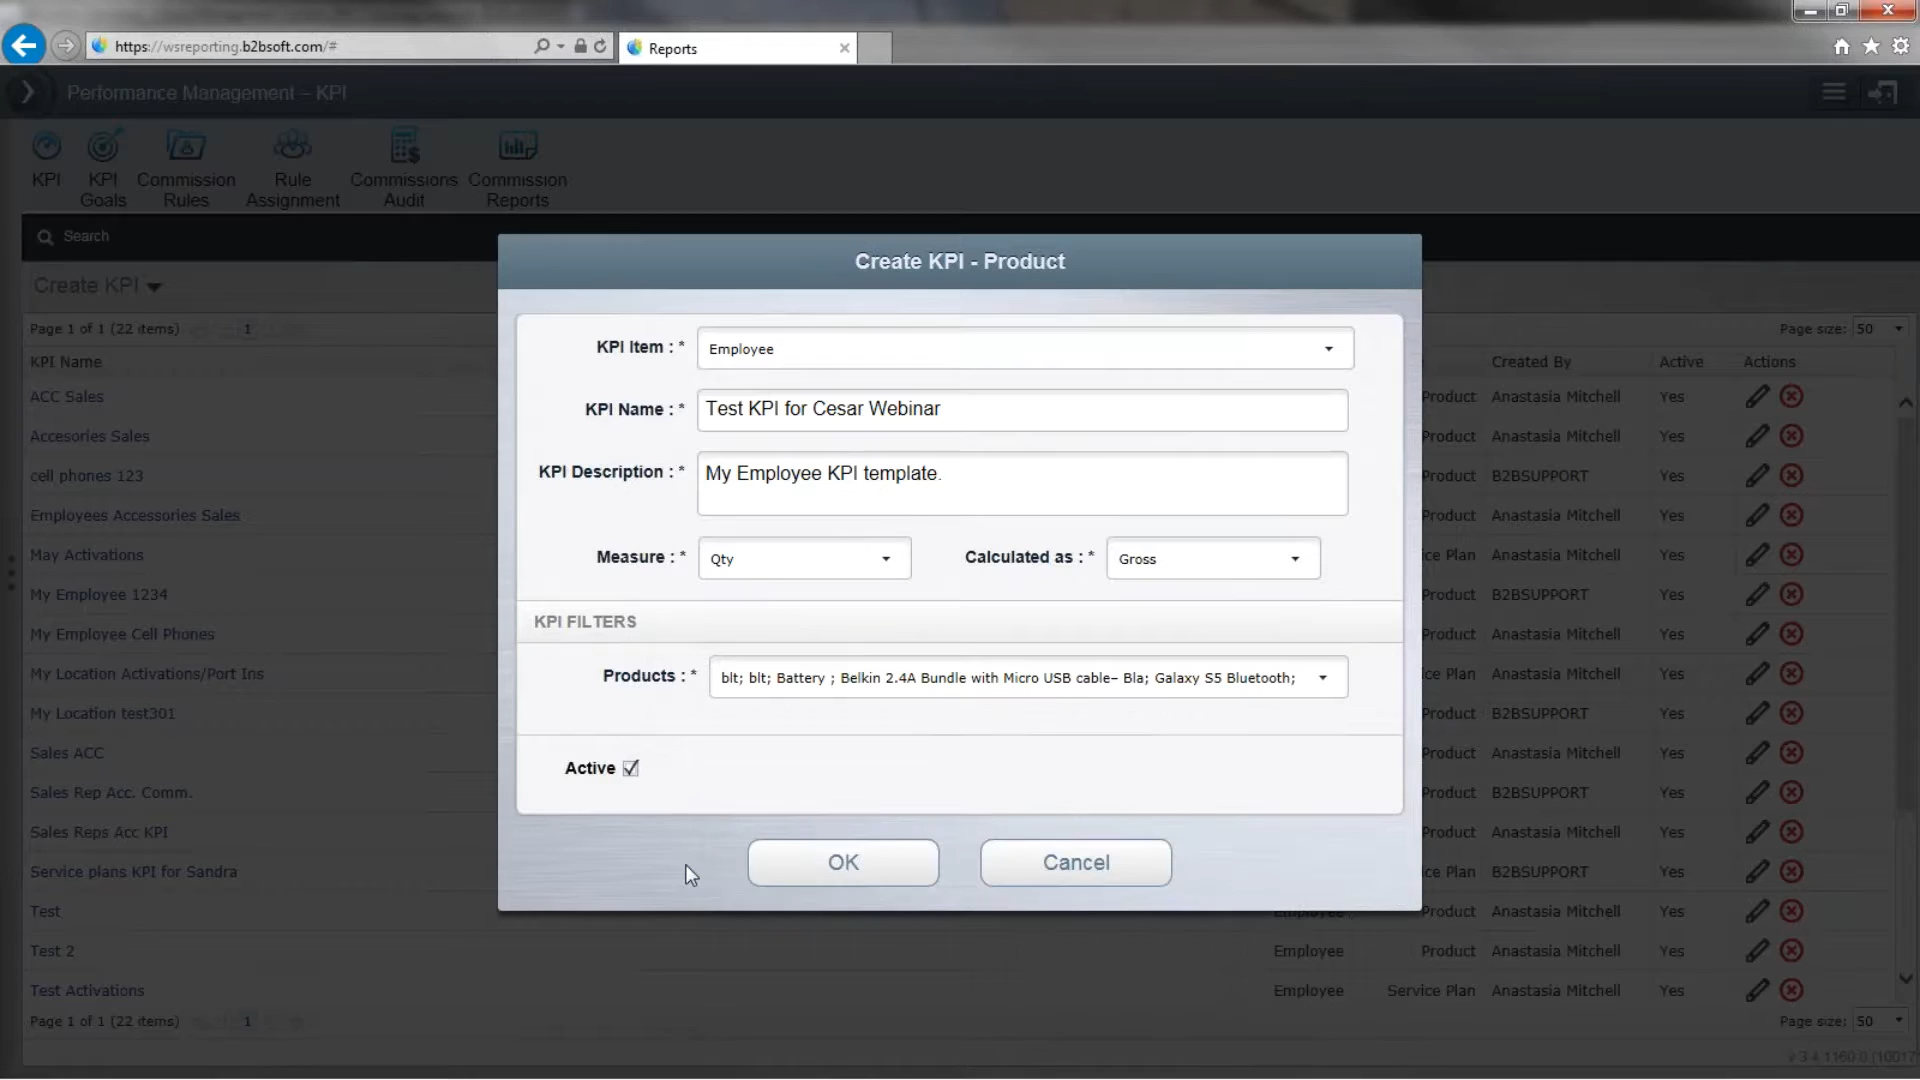 https://wsreporting.b2bsoft.com/#
Reports
Performance Management – KPI
KPI
KPI Goals
Commission Rules
Rule Assignment
Commissions Audit
Commission Reports
Search
Create KPI
Page 1 of 1 (22 items) 1
Page size: 50
KPI Name
Created By Active Actions
ACC Sales Product Anastasia Mitchell Yes
Accesories Sales Product Anastasia Mitchell Yes
cell phones 123 Product B2BSUPPORT Yes
Employees Accessories Sales Product Anastasia Mitchell Yes
May Activations ice Plan Anastasia Mitchell Yes
My Employee 1234 Product B2BSUPPORT Yes
My Employee Cell Phones Product Anastasia Mitchell Yes
My Location Activations/Port Ins ice Plan Anastasia Mitchell Yes
My Location test301 Product B2BSUPPORT Yes
Sales ACC Product Anastasia Mitchell Yes
Sales Rep Acc. Comm. Product B2BSUPPORT Yes
Sales Reps Acc KPI Product Anastasia Mitchell Yes
Service plans KPI for Sandra ice Plan B2BSUPPORT Yes
Test Employee Product Anastasia Mitchell Yes
Test 2 Employee Product Anastasia Mitchell Yes
Test Activations Employee Service Plan Anastasia Mitchell Yes
Page 1 of 1 (22 items) 1
Page size: 50
Create KPI - Product
KPI Item : * Employee
KPI Name : * Test KPI for Cesar Webinar
KPI Description : * My Employee KPI template.
Measure : * Qty Calculated as : * Gross
KPI FILTERS
Products : * blt; blt; Battery ; Belkin 2.4A Bundle with Micro USB cable– Bla; Galaxy S5 Bluetooth;
Active
OK Cancel